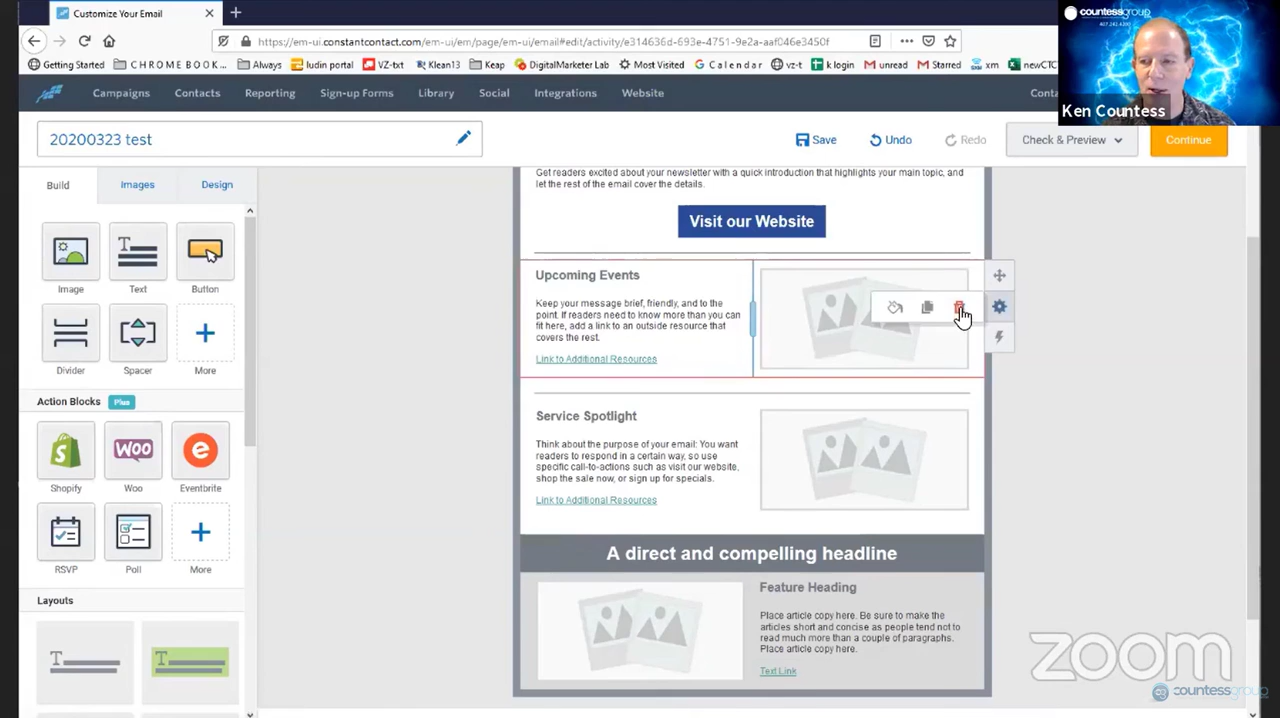 Customize Your Email
countessgroup
407.242.4300
https://em-ui.constantcontact.com/em-ui/em/page/em-ui/email#edit/activity/e314636d-693e-4751-9e2a-aaf046e3450f
Getting Started CHROME BOOK... Always ludin portal VZ-txt Klean13 Keap DigitalMarketer Lab Most Visited Calendar vz-t k login unread Starred xm newCTC
Ken Countess
Campaigns Contacts Reporting Sign-up Forms Library Social Integrations Website Conta
20200323 test
Save Undo Redo Check & Preview Continue
Build Images Design
Image Text Button
Divider Spacer More
Action Blocks Plus
woo
Shopify Woo Eventbrite
RSVP Poll More
Layouts
Get readers excited about your newsletter with a quick introduction that highlights your main topic, and
let the rest of the email cover the details.
Visit our Website
Upcoming Events
Keep your message brief, friendly, and to the
point. If readers need to know more than you can
fit here, add a link to an outside resource that
covers the rest.
Link to Additional Resources
Service Spotlight
Think about the purpose of your email: You want
readers to respond in a certain way, so use
specific call-to-actions such as visit our website,
shop the sale now, or sign up for specials.
Link to Additional Resources
A direct and compelling headline
Feature Heading
Place article copy here. Be sure to make the
articles short and concise as people tend not to
read much more than a couple of paragraphs.
Place article copy here.
Text Link
zoom
countessgroup